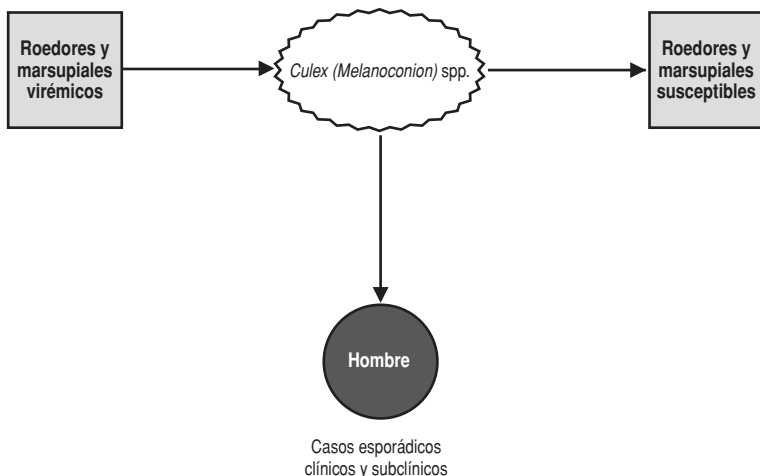 Roedores y
marsupiales
virémicos
Culex (Melanoconion) spp.
Roedores y
marsupiales
susceptibles
Hombre
Casos esporádicos
clínicos y subclínicos